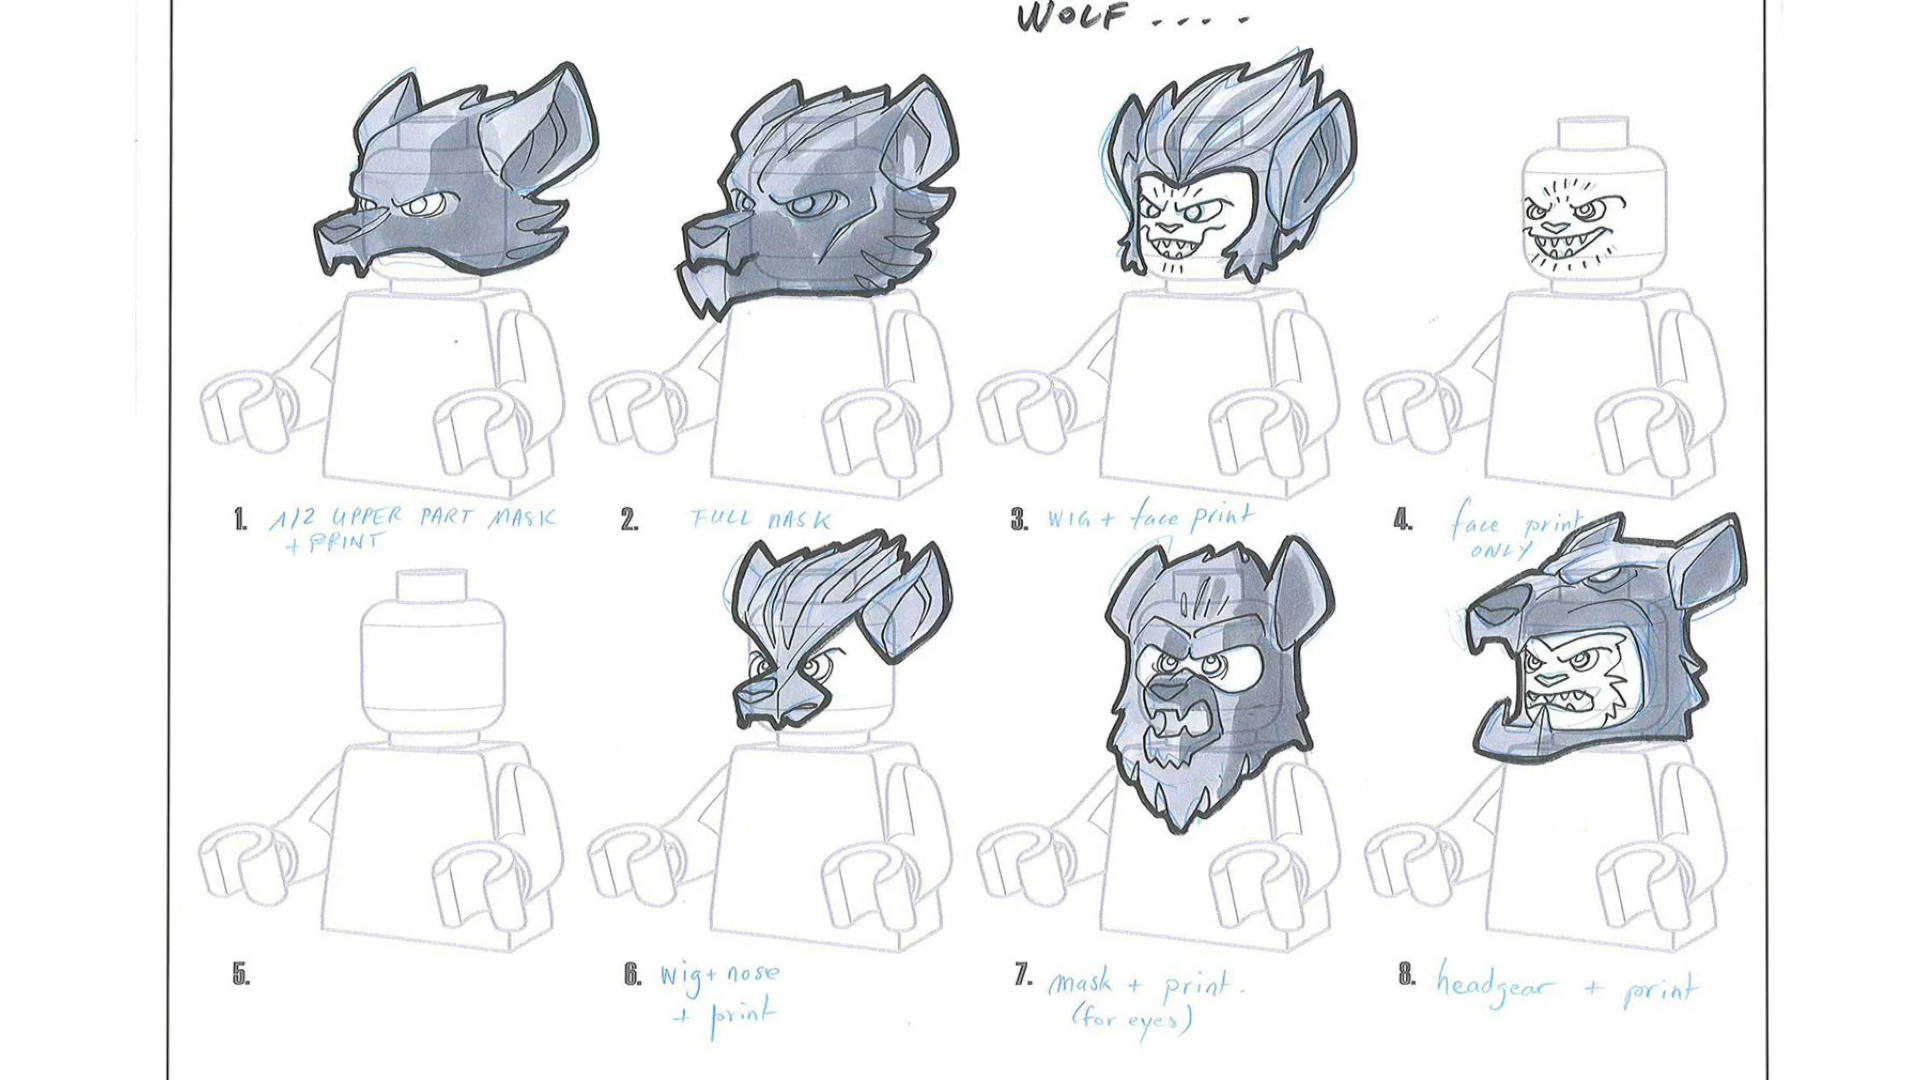 WOLF ....
1. 1/2 UPPER PART MASK
+ PRINT
2. FULL MASK
3. WIG + face print
4. face print
ONLY
5.
6. wig + nose
+ print
7. mask + print.
(for eyes)
8. headgear + print